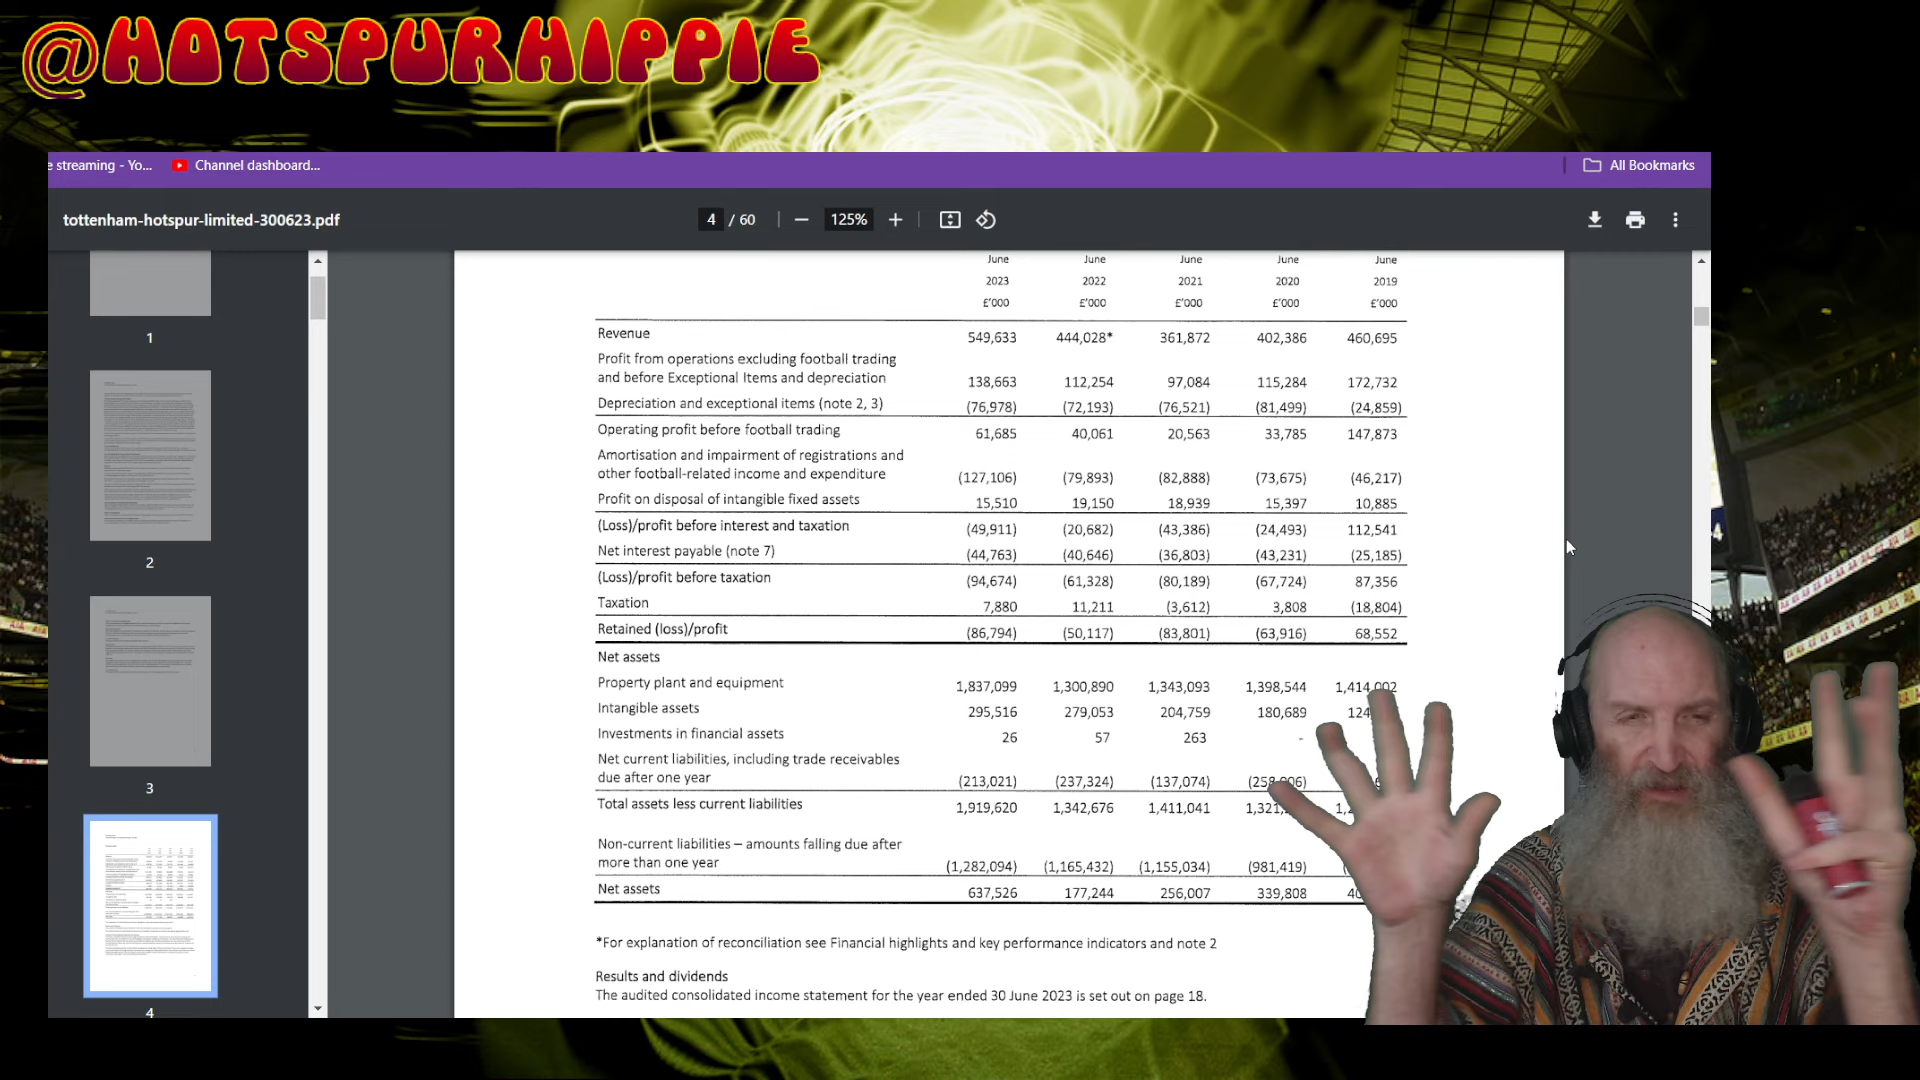 @HOTSPURHIPPIE
e streaming - Yo... Channel dashboard... All Bookmarks
tottenham-hotspur-limited-300623.pdf 4 / 60 125%
June June June June June
2023 2022 2021 2020 2019
£'000 £'000 £'000 £'000 £'000
Revenue 549,633 444,028* 361,872 402,386 460,695
Profit from operations excluding football trading
and before Exceptional Items and depreciation 138,663 112,254 97,084 115,284 172,732
Depreciation and exceptional items (note 2, 3) (76,978) (72,193) (76,521) (81,499) (24,859)
Operating profit before football trading 61,685 40,061 20,563 33,785 147,873
Amortisation and impairment of registrations and
other football-related income and expenditure (127,106) (79,893) (82,888) (73,675) (46,217)
Profit on disposal of intangible fixed assets 15,510 19,150 18,939 15,397 10,885
(Loss)/profit before interest and taxation (49,911) (20,682) (43,386) (24,493) 112,541
Net interest payable (note 7) (44,763) (40,646) (36,803) (43,231) (25,185)
(Loss)/profit before taxation (94,674) (61,328) (80,189) (67,724) 87,356
Taxation 7,880 11,211 (3,612) 3,808 (18,804)
Retained (loss)/profit (86,794) (50,117) (83,801) (63,916) 68,552
Net assets
Property plant and equipment 1,837,099 1,300,890 1,343,093 1,398,544 1,414,002
Intangible assets 295,516 279,053 204,759 180,689 124
Investments in financial assets 26 57 263 -
Net current liabilities, including trade receivables
due after one year (213,021) (237,324) (137,074)
Total assets less current liabilities 1,919,620 1,342,676 1,411,041 1,321,
Non-current liabilities – amounts falling due after
more than one year (1,282,094) (1,165,432) (1,155,034) (981,419)
Net assets 637,526 177,244 256,007 339,808 40
*For explanation of reconciliation see Financial highlights and key performance indicators and note 2
Results and dividends
The audited consolidated income statement for the year ended 30 June 2023 is set out on page 18.
1
2
3
4